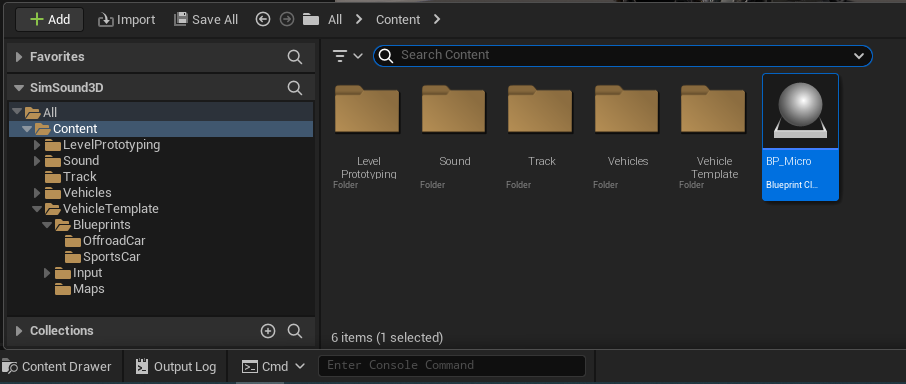 Add
Import
Save All
All
Content
Favorites
SimSound3D
All
Content
LevelPrototyping
Sound
Track
Vehicles
VehicleTemplate
Blueprints
OffroadCar
SportsCar
Input
Maps
Collections
Search Content
Level
Prototyping
Folder
Sound
Folder
Track
Folder
Vehicles
Folder
Vehicle
Template
Folder
BP_Micro
Blueprint Cl...
6 items (1 selected)
Content Drawer
Output Log
Cmd
Enter Console Command